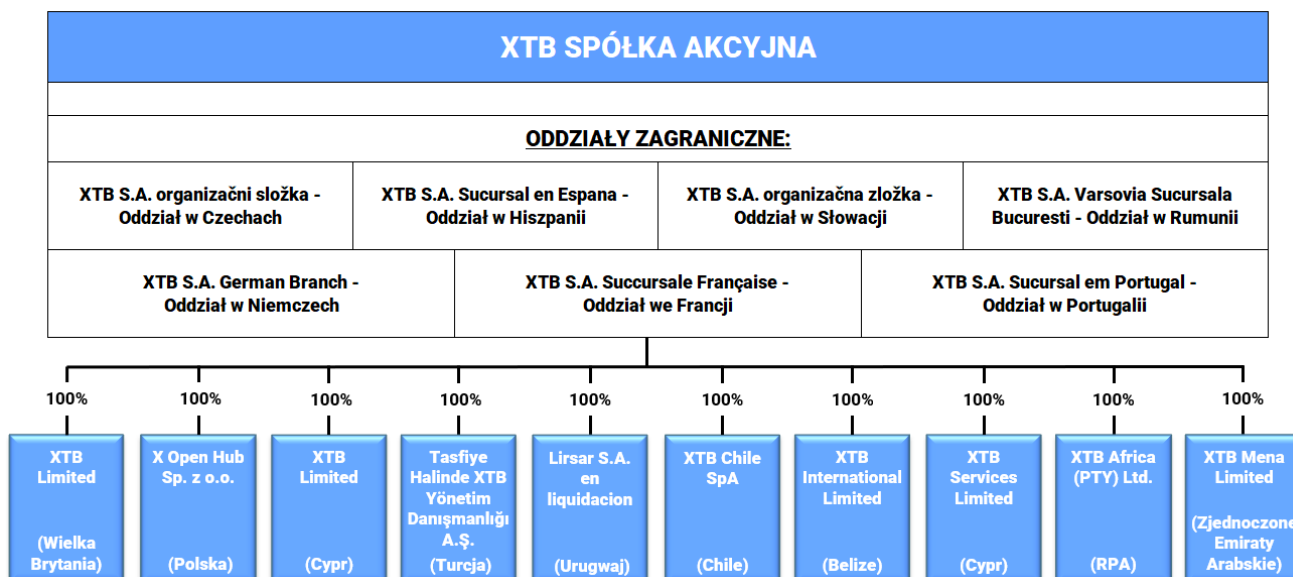 XTB SPÓŁKA AKCYJNA
ODDZIAŁY ZAGRANICZNE:
XTB S.A. organizačni složka -
Oddział w Czechach
XTB S.A. Sucursal en Espana -
Oddział w Hiszpanii
XTB S.A. organizačna zložka -
Oddział w Słowacji
XTB S.A. Varsovia Sucursala
Bucuresti - Oddział w Rumunii
XTB S.A. German Branch -
Oddział w Niemczech
XTB S.A. Succursale Française -
Oddział we Francji
XTB S.A. Sucursal em Portugal -
Oddział w Portugalii
100%
100%
100%
100%
100%
100%
100%
100%
100%
100%
XTB
Limited
(Wielka
Brytania)
X Open Hub
Sp. z o.o.
(Polska)
XTB
Limited
(Cypr)
Tasfiye
Halinde XTB
Yönetim
Danışmanlığı
A.Ş.
(Turcja)
Lirsar S.A.
en
liquidacion
(Urugwaj)
XTB Chile
SpA
(Chile)
XTB
International
Limited
(Belize)
XTB
Services
Limited
(Cypr)
XTB Africa
(PTY) Ltd.
(RPA)
XTB Mena
Limited
(Zjednoczone
Emiraty
Arabskie)